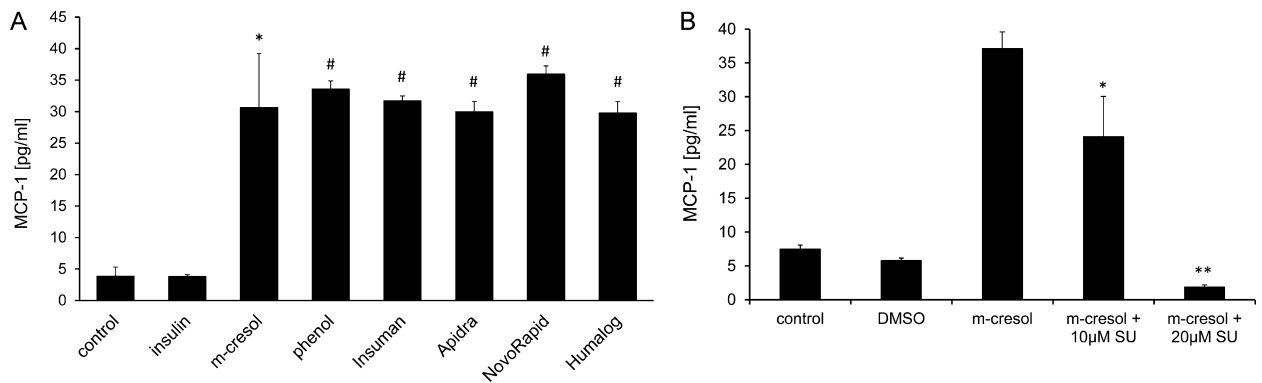 A
MCP-1 [pg/ml]
45
40
35
30
25
20
15
10
5
0
*
#
#
#
#
#
control
insulin
m-cresol
phenol
Insuman
Apidra
NovoRapid
Humalog
B
MCP-1 [pg/ml]
40
35
30
25
20
15
10
5
0
*
**
control
DMSO
m-cresol
m-cresol +
10µM SU
m-cresol +
20µM SU